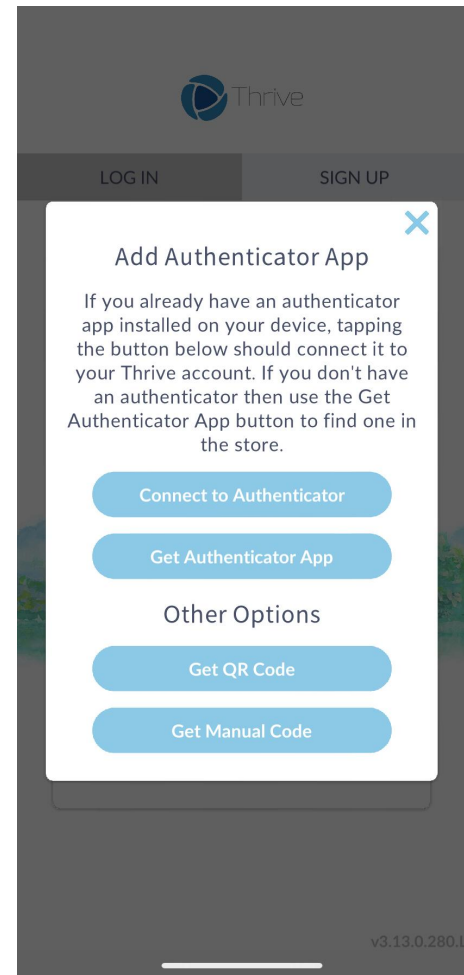 Thrive
LOG IN
SIGN UP
Add Authenticator App
If you already have an authenticator
app installed on your device, tapping
the button below should connect it to
your Thrive account. If you don't have
an authenticator then use the Get
Authenticator App button to find one in
the store.
Connect to Authenticator
Get Authenticator App
Other Options
Get QR Code
Get Manual Code
v3.13.0.280.L